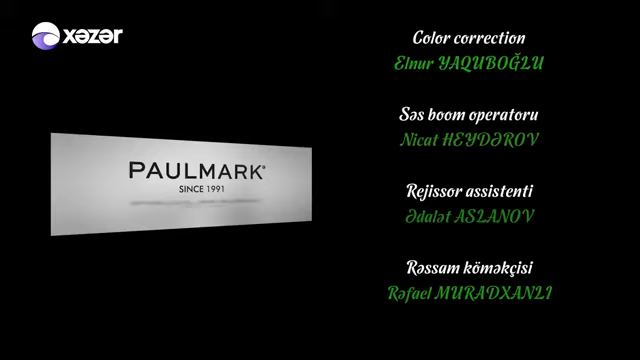 xəzər
PAULMARK®
SINCE 1991
Color correction
Elnur YAQUBOĞLU
Səs boom operatoru
Nicat HEYDƏROV
Rejissor assistenti
Ədalət ASLANOV
Rəssam köməkçisi
Rəfael MURADXANLI